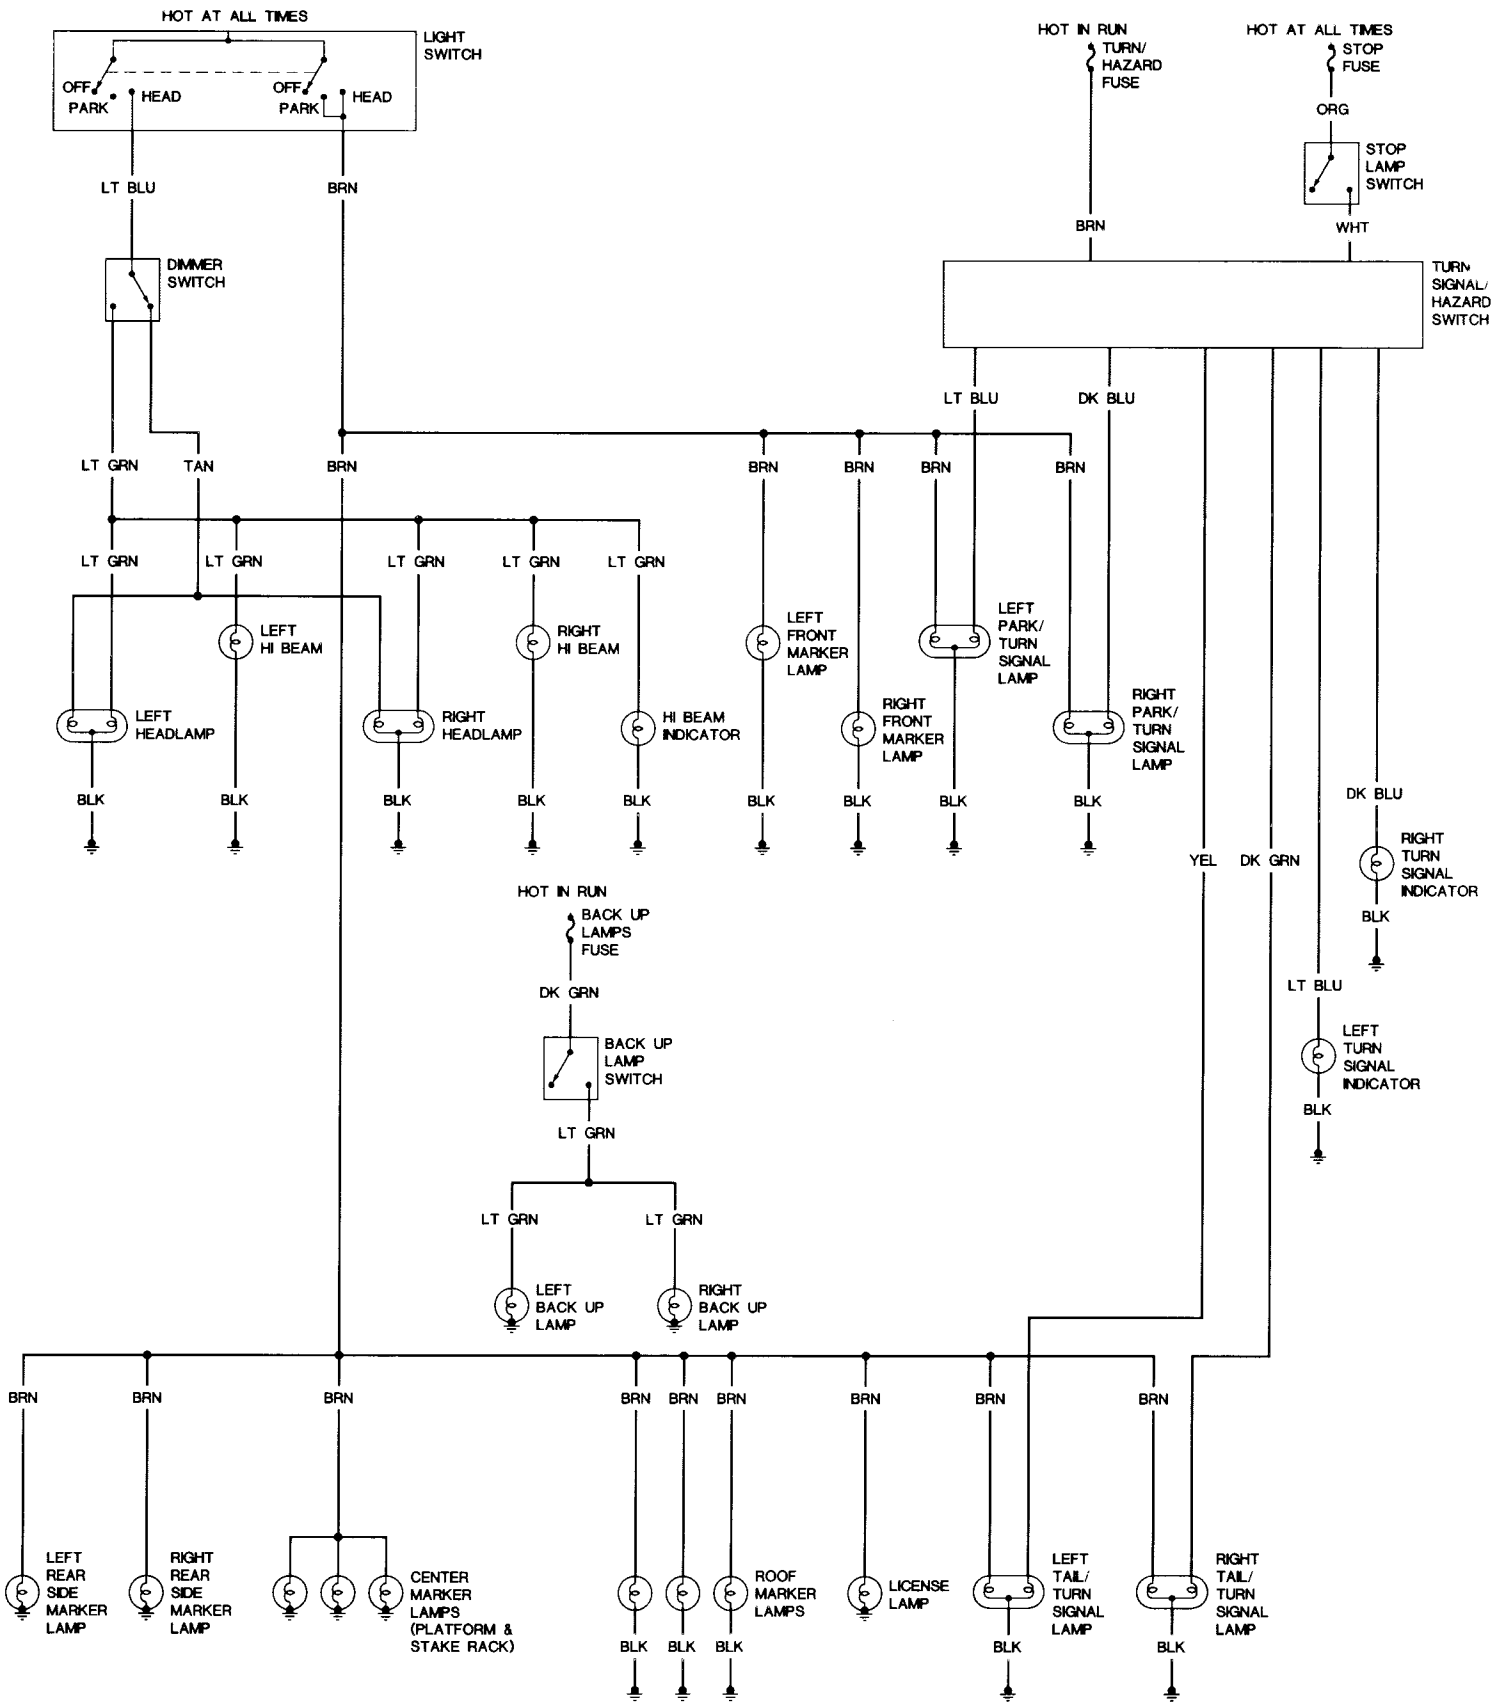 HOT AT ALL TIMES
LIGHT
SWITCH
OFF
PARK
HEAD
OFF
PARK
HEAD
HOT IN RUN
TURN/
HAZARD
FUSE
HOT AT ALL TIMES
STOP
FUSE
ORG
STOP
LAMP
SWITCH
LT BLU
BRN
BRN
WHT
DIMMER
SWITCH
TURN
SIGNAL/
HAZARD
SWITCH
LT BLU
DK BLU
LT GRN
TAN
BRN
BRN
BRN
BRN
BRN
LT GRN
LT GRN
LT GRN
LT GRN
LT GRN
LEFT
HI BEAM
RIGHT
HI BEAM
LEFT
FRONT
MARKER
LAMP
LEFT
PARK/
TURN
SIGNAL
LAMP
LEFT
HEADLAMP
RIGHT
HEADLAMP
HI BEAM
INDICATOR
RIGHT
FRONT
MARKER
LAMP
RIGHT
PARK/
TURN
SIGNAL
LAMP
BLK
BLK
BLK
BLK
BLK
BLK
BLK
BLK
BLK
DK BLU
YEL
DK GRN
RIGHT
TURN
SIGNAL
INDICATOR
BLK
HOT IN RUN
BACK UP
LAMPS
FUSE
DK GRN
LT BLU
BACK UP
LAMP
SWITCH
LEFT
TURN
SIGNAL
INDICATOR
BLK
LT GRN
LT GRN
LT GRN
LEFT
BACK UP
LAMP
RIGHT
BACK UP
LAMP
BRN
BRN
BRN
BRN
BRN
BRN
BRN
BRN
BRN
LEFT
REAR
SIDE
MARKER
LAMP
RIGHT
REAR
SIDE
MARKER
LAMP
CENTER
MARKER
LAMPS
(PLATFORM &
STAKE RACK)
ROOF
MARKER
LAMPS
LICENSE
LAMP
LEFT
TAIL/
TURN
SIGNAL
LAMP
RIGHT
TAIL/
TURN
SIGNAL
LAMP
BLK
BLK
BLK
BLK
BLK